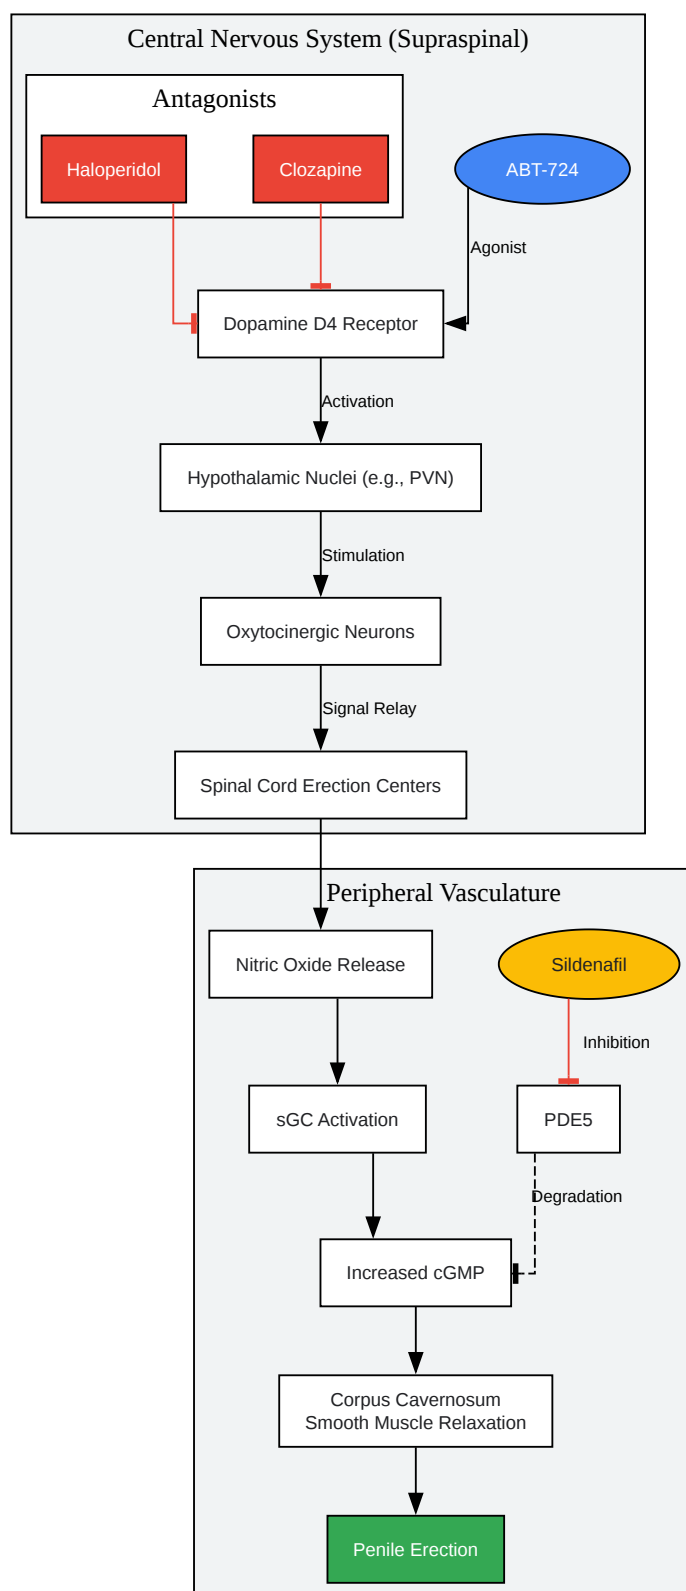 Central Nervous System (Supraspinal)
Antagonists
Haloperidol
Clozapine
ABT-724
Agonist
Dopamine D4 Receptor
Activation
Hypothalamic Nuclei (e.g., PVN)
Stimulation
Oxytocinergic Neurons
Signal Relay
Spinal Cord Erection Centers
Peripheral Vasculature
Nitric Oxide Release
Sildenafil
Inhibition
sGC Activation
PDE5
Degradation
Increased cGMP
Corpus Cavernosum
Smooth Muscle Relaxation
Penile Erection